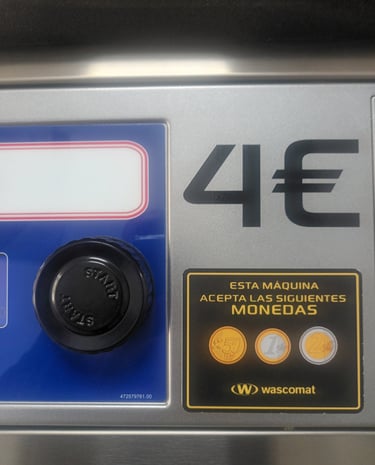 4€
ESTA MÁQUINA
ACEPTA LAS SIGUIENTES
MONEDAS
wascomat
START
START